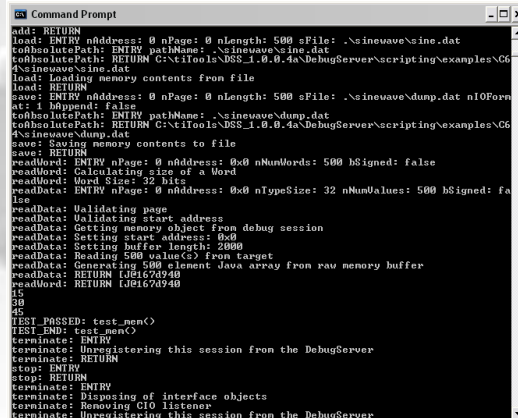 Command Prompt
add: RETURN
load: ENTRY nAddress: 0 nPage: 0 nLength: 500 sFile: .\sinewave\sine.dat
toAbsolutePath: ENTRY pathName: .\sinewave\sine.dat
toAbsolutePath: RETURN C:\tiTools\DSS_1.0.0.4a\DebugServer\scripting\examples\C6
4\sinewave\sine.dat
load: Loading memory contents from file
load: RETURN
save: ENTRY nAddress: 0 nPage: 0 nLength: 500 sFile: .\sinewave\dump.dat nIOForm
at: 1 bAppend: false
toAbsolutePath: ENTRY pathName: .\sinewave\dump.dat
toAbsolutePath: RETURN C:\tiTools\DSS_1.0.0.4a\DebugServer\scripting\examples\C6
4\sinewave\dump.dat
save: Saving memory contents to file
save: RETURN
readWord: ENTRY nPage: 0 nAddress: 0x0 nNumWords: 500 bSigned: false
readWord: Calculating size of a Word
readWord: Word Size: 32 bits
readData: ENTRY nPage: 0 nAddress: 0x0 nTypeSize: 32 nNumValues: 500 bSigned: fa
lse
readData: Validating page
readData: Validating start address
readData: Getting memory object from debug session
readData: Setting start address: 0x0
readData: Setting buffer length: 2000
readData: Reading 500 value(s) from target
readData: Generating 500 element Java array from raw memory buffer
readData: RETURN [J@167d940
readWord: RETURN [J@167d940
15
30
45
TEST_PASSED: test_mem()
TEST_END: test_mem()
terminate: ENTRY
terminate: Unregistering this session from the DebugServer
terminate: RETURN
stop: ENTRY
stop: RETURN
terminate: ENTRY
terminate: Disposing of interface objects
terminate: Removing CIO listener
terminate: Unregistering this session from the DebugServer